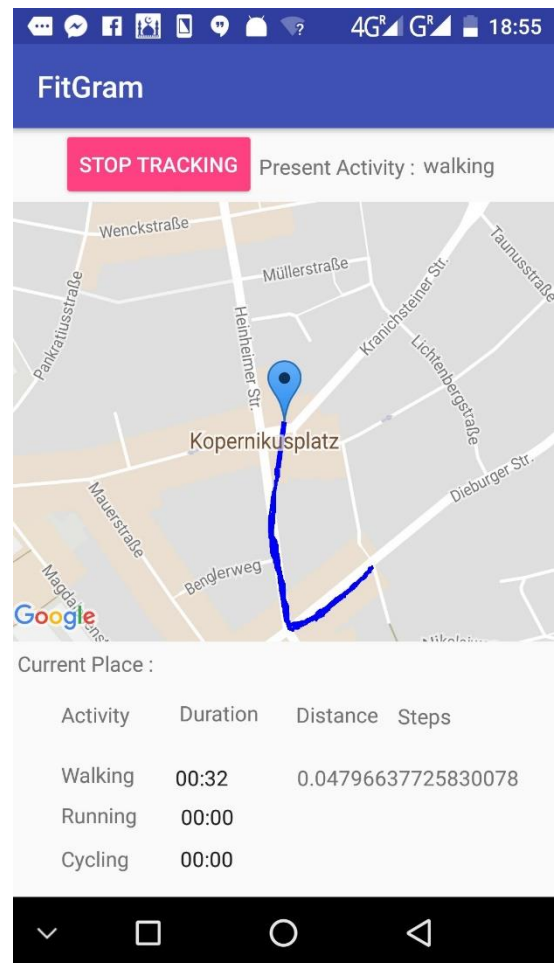 4G R G R 18:55
FitGram
STOP TRACKING Present Activity : walking
Wenckstraße
Taunusstraße
Müllerstraße
Pankratiusstraße
Heinheimer Str.
Kranichsteiner Str.
Lichtenbergstraße
Kopernikusplatz
Dieburger Str.
Mauerstraße
Benglerweg
Google
Current Place :
Activity Duration Distance Steps
Walking 00:32 0.04796637725830078
Running 00:00
Cycling 00:00